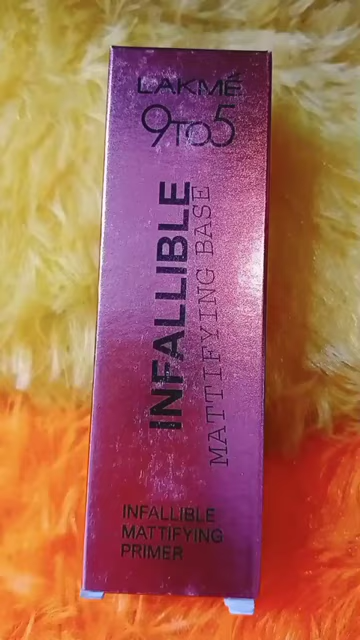 LAKMÉ
9TO5
INFALLIBLE
MATTIFYING BASE
INFALLIBLE
MATTIFYING
PRIMER